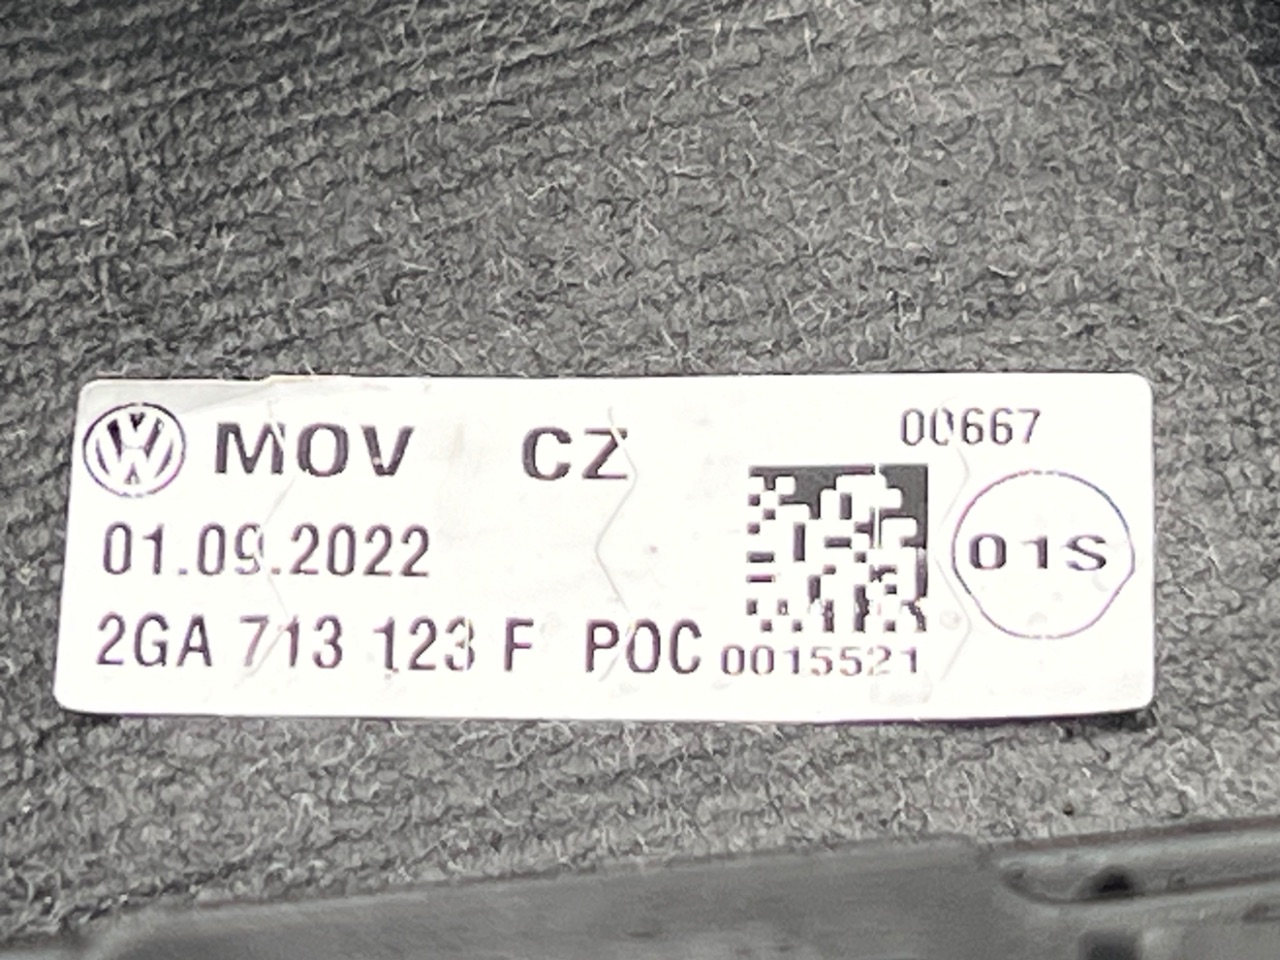 MOV CZ
00667
01.09.2022
01S
2GA 713 123 F POC
0015521